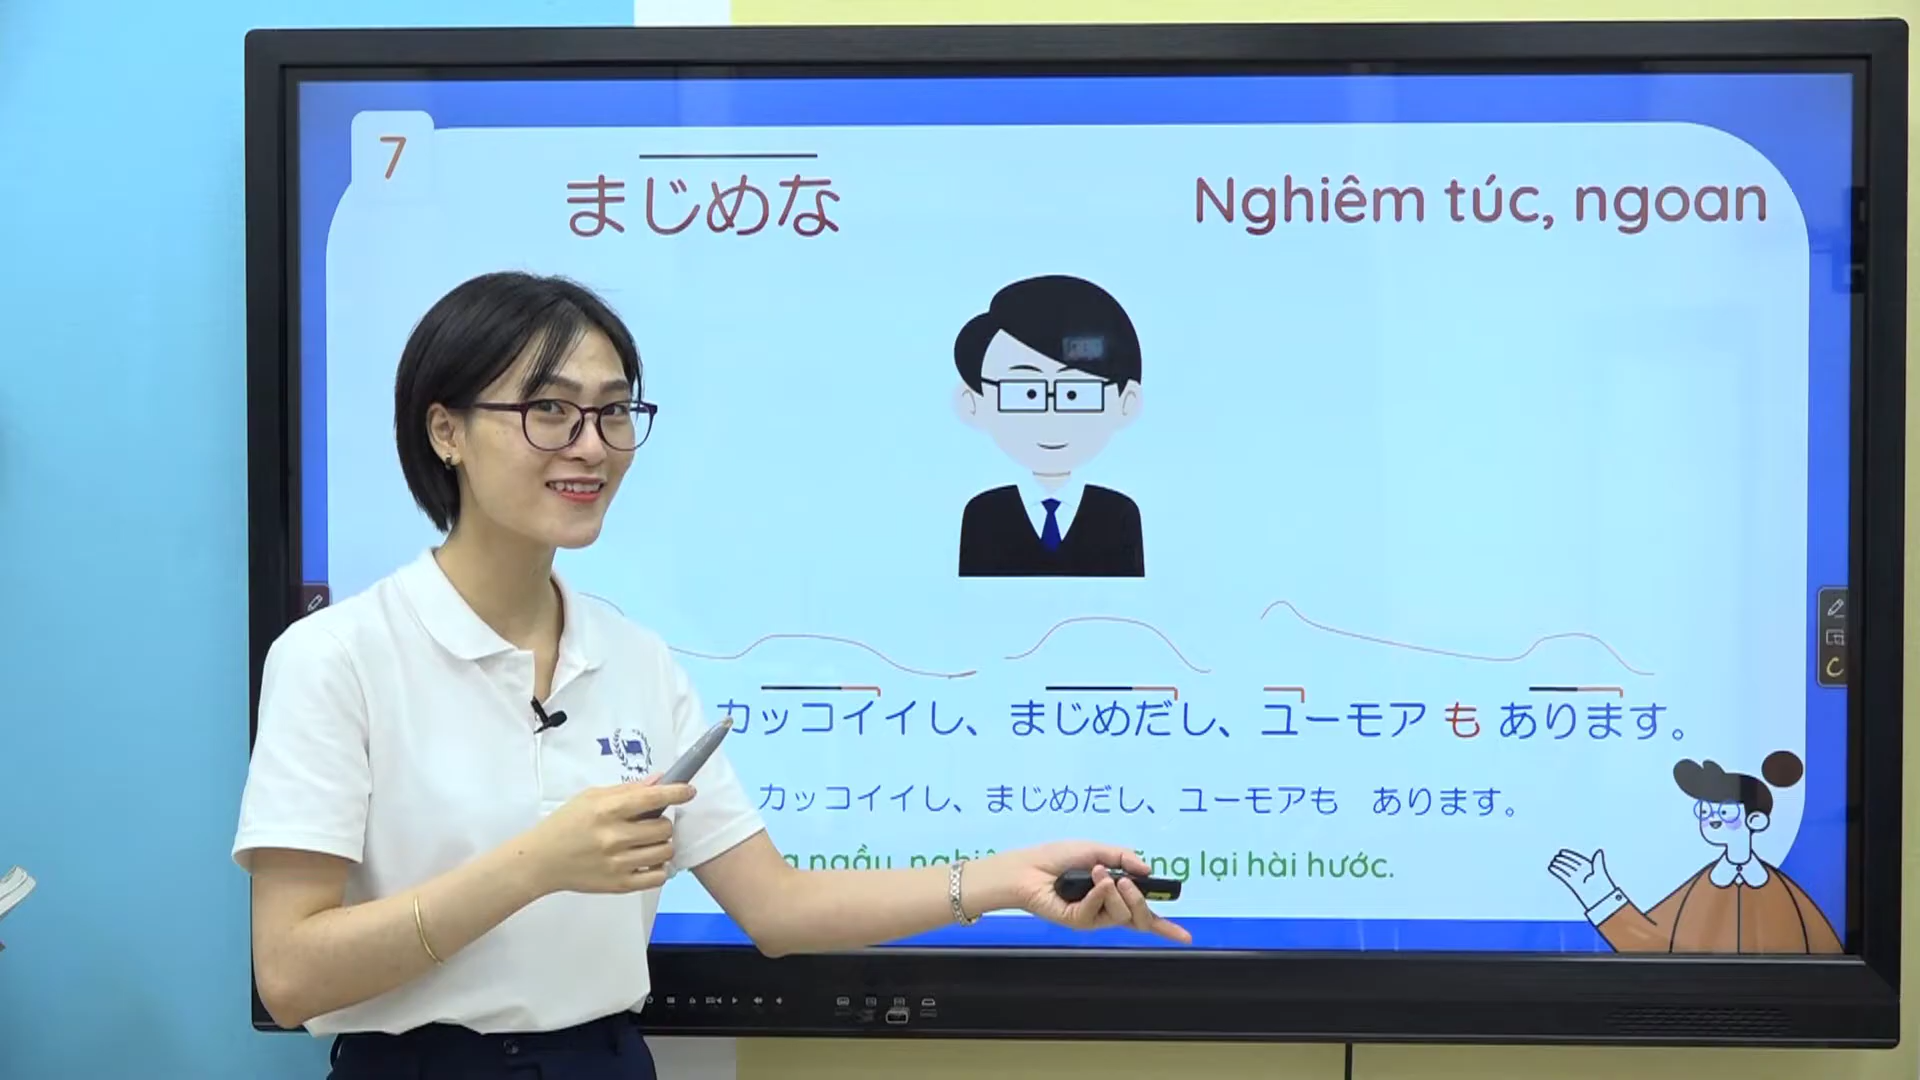 7
まじめな
Nghiêm túc, ngoan
カッコイイし、まじめだし、ユーモア も あります。
カッコイイし、まじめだし、ユーモアも あります。
ngầu, lại hài hước.